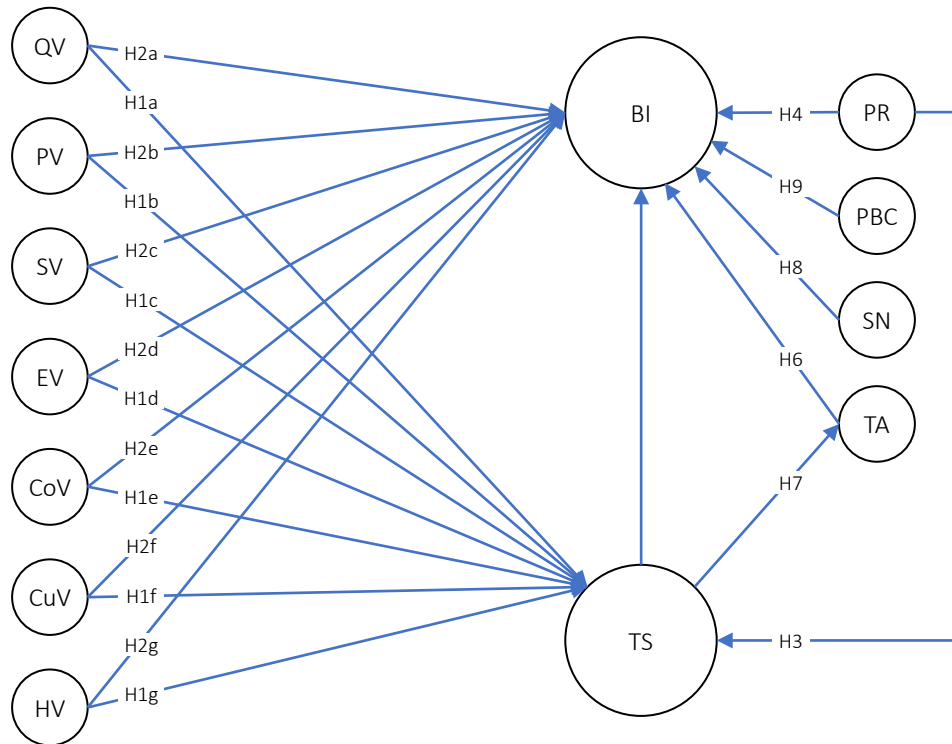 QV
H2a
H1a
PV
H2b
H1b
SV
H2c
H1c
EV
H2d
H1d
CoV
H2e
H1e
CuV
H2f
H1f
HV
H2g
H1g
BI
TS
H4
PR
H9
PBC
H8
SN
H6
TA
H7
H3